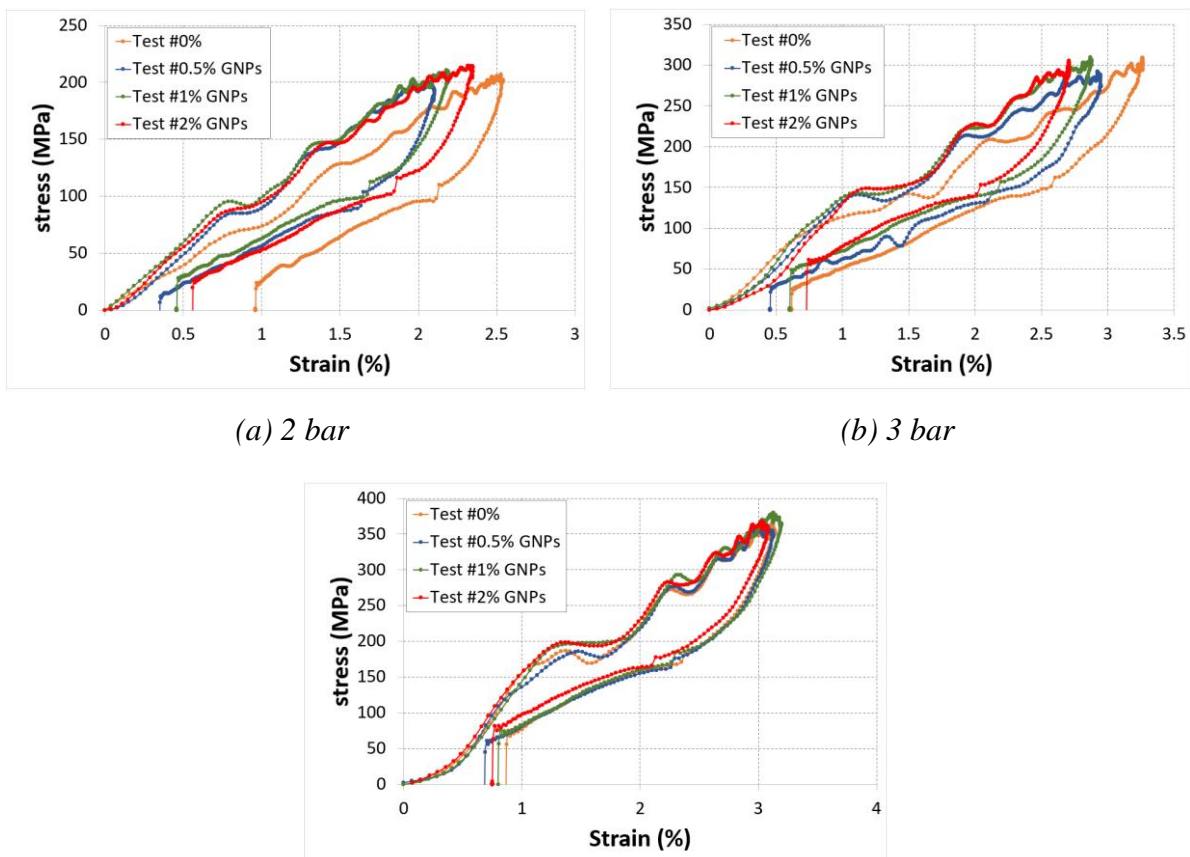 250
200
150
100
50
0
stress (MPa)
Test #0%
Test #0.5% GNPs
Test #1% GNPs
Test #2% GNPs
0 0.5 1 1.5 2 2.5 3
Strain (%)
(a) 2 bar
350
300
250
200
150
100
50
0
stress (MPa)
Test #0%
Test #0.5% GNPs
Test #1% GNPs
Test #2% GNPs
0 0.5 1 1.5 2 2.5 3 3.5
Strain (%)
(b) 3 bar
400
350
300
250
200
150
100
50
0
stress (MPa)
Test #0%
Test #0.5% GNPs
Test #1% GNPs
Test #2% GNPs
0 1 2 3 4
Strain (%)